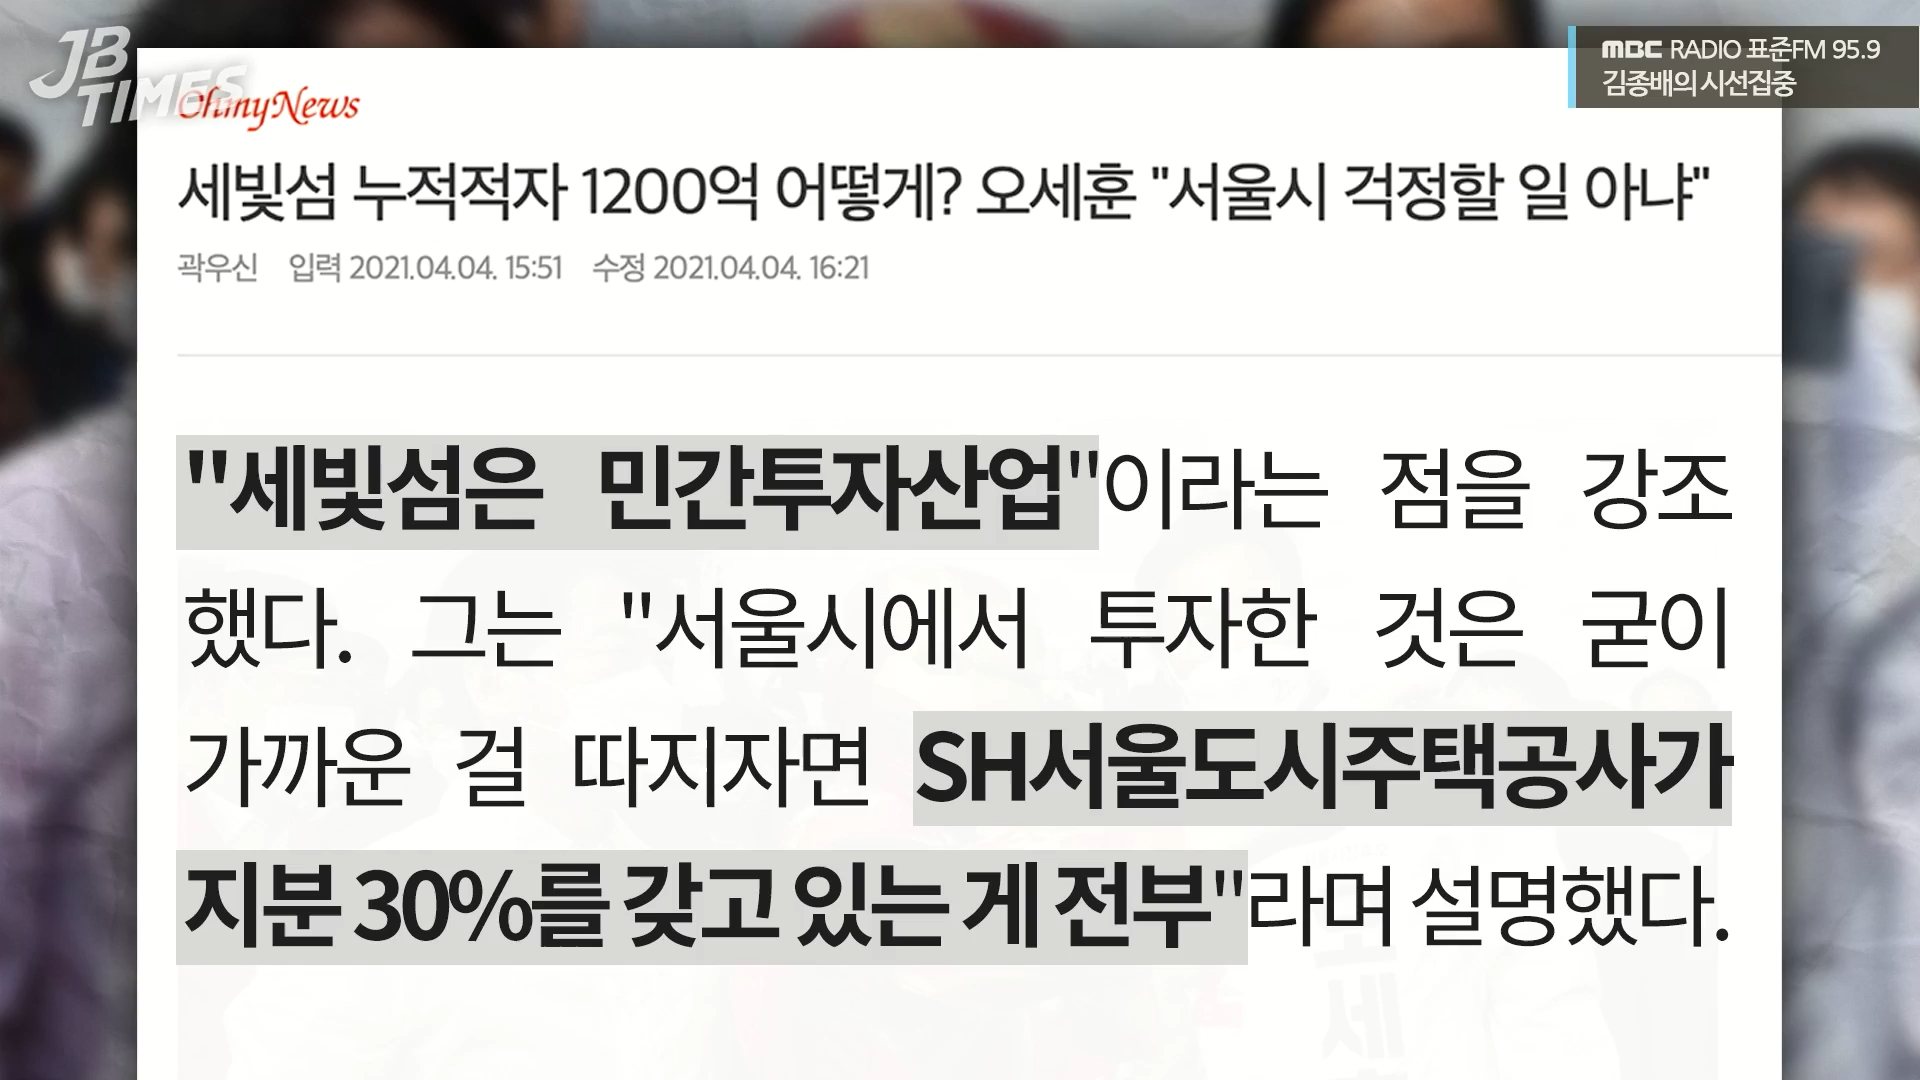 JB TIMES
MBC RADIO 표준FM 95.9
김종배의 시선집중
OhmyNews
세빛섬 누적적자 1200억 어떻게? 오세훈 "서울시 걱정할 일 아냐"
곽우신 입력 2021.04.04. 15:51 수정 2021.04.04. 16:21
"세빛섬은 민간투자산업"이라는 점을 강조
했다. 그는 "서울시에서 투자한 것은 굳이
가까운 걸 따지자면 SH서울도시주택공사가
지분 30%를 갖고 있는 게 전부"라며 설명했다.